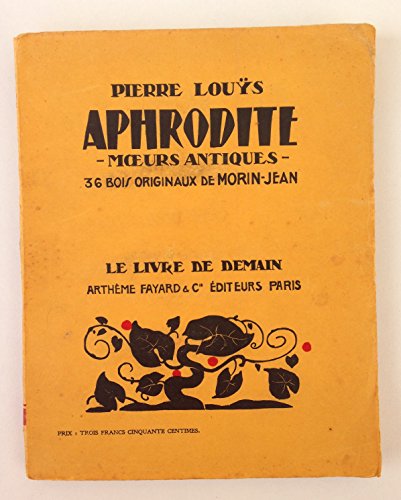 PIERRE LOUŸS
APHRODITE
- MŒURS ANTIQUES -
36 BOIS ORIGINAUX DE MORIN-JEAN
LE LIVRE DE DEMAIN
ARTHÈME FAYARD & Cie ÉDITEURS PARIS
PRIX : TROIS FRANCS CINQUANTE CENTIMES.